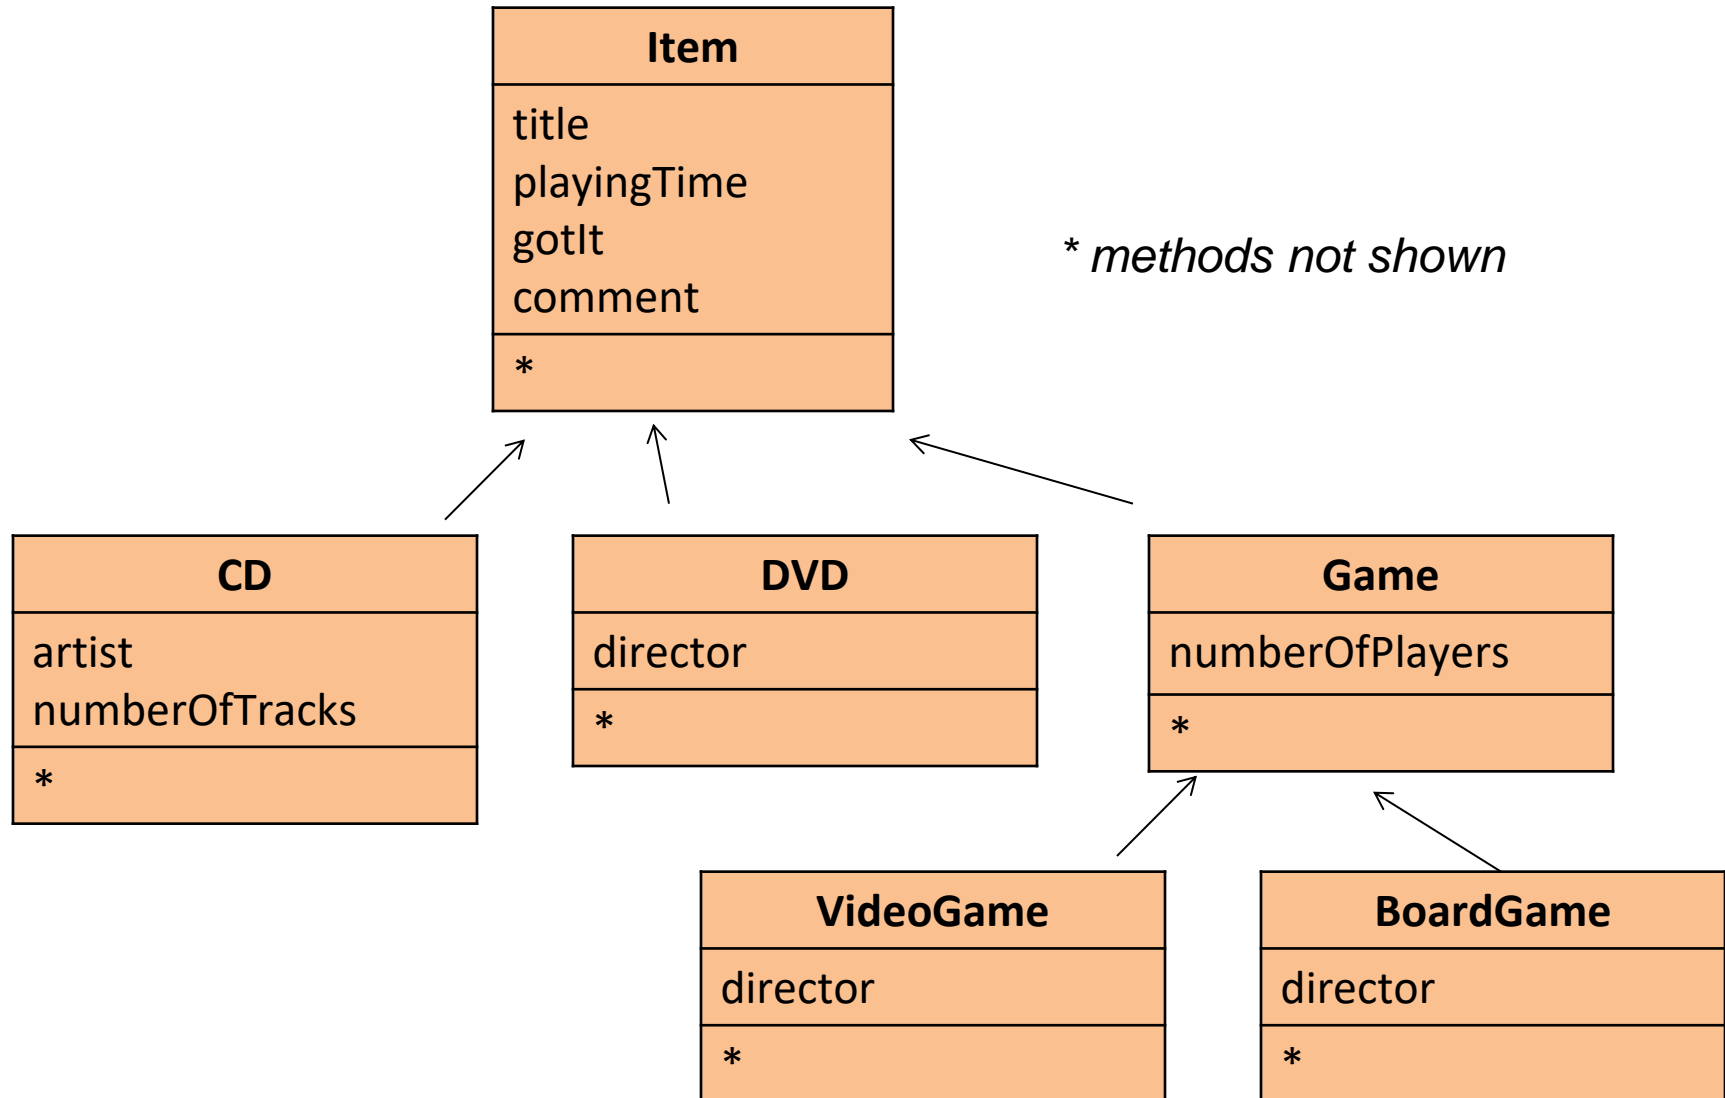 Item
title
playingTime
gotIt
comment
*
* methods not shown
CD
artist
numberOfTracks
*
DVD
director
*
Game
numberOfPlayers
*
VideoGame
director
*
BoardGame
director
*